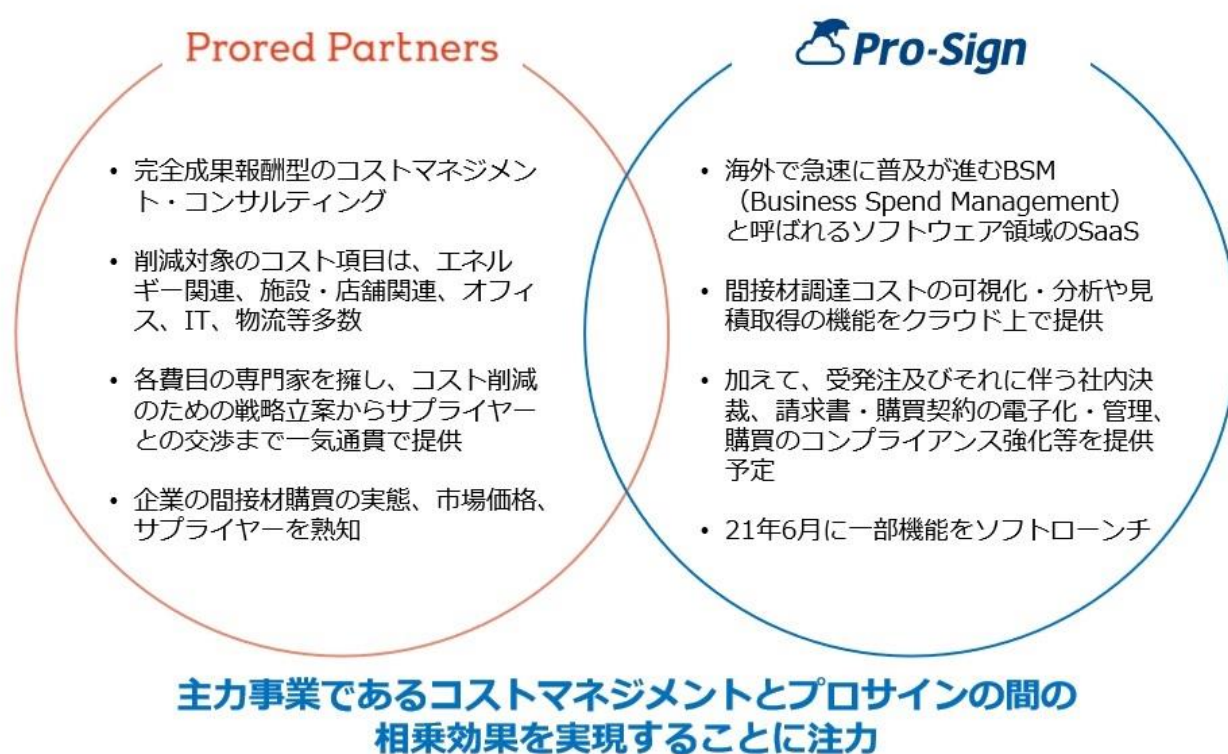 Prored Partners
• 完全成果報酬型のコストマネジメン
ト・コンサルティング
• 削減対象のコスト項目は、エネル
ギー関連、施設・店舗関連、オフィ
ス、IT、物流等多数
• 各費目の専門家を擁し、コスト削減
のための戦略立案からサプライヤー
との交渉まで一気通貫で提供
• 企業の間接材購買の実態、市場価格、
サプライヤーを熟知
Pro-Sign
• 海外で急速に普及が進むBSM
（Business Spend Management）
と呼ばれるソフトウェア領域のSaaS
• 間接材調達コストの可視化・分析や見
積取得の機能をクラウド上で提供
• 加えて、受発注及びそれに伴う社内決
裁、請求書・購買契約の電子化・管理、
購買のコンプライアンス強化等を提供
予定
• 21年6月に一部機能をソフトローンチ
主力事業であるコストマネジメントとプロサインの間の
相乗効果を実現することに注力